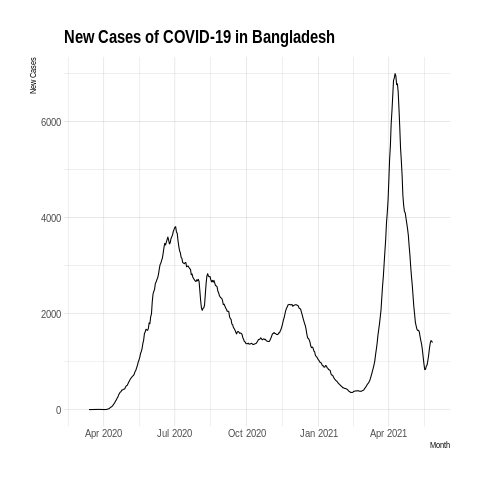 New Cases of COVID-19 in Bangladesh
New Cases
6000
4000
2000
0
Apr 2020 Jul 2020 Oct 2020 Jan 2021 Apr 2021
Month